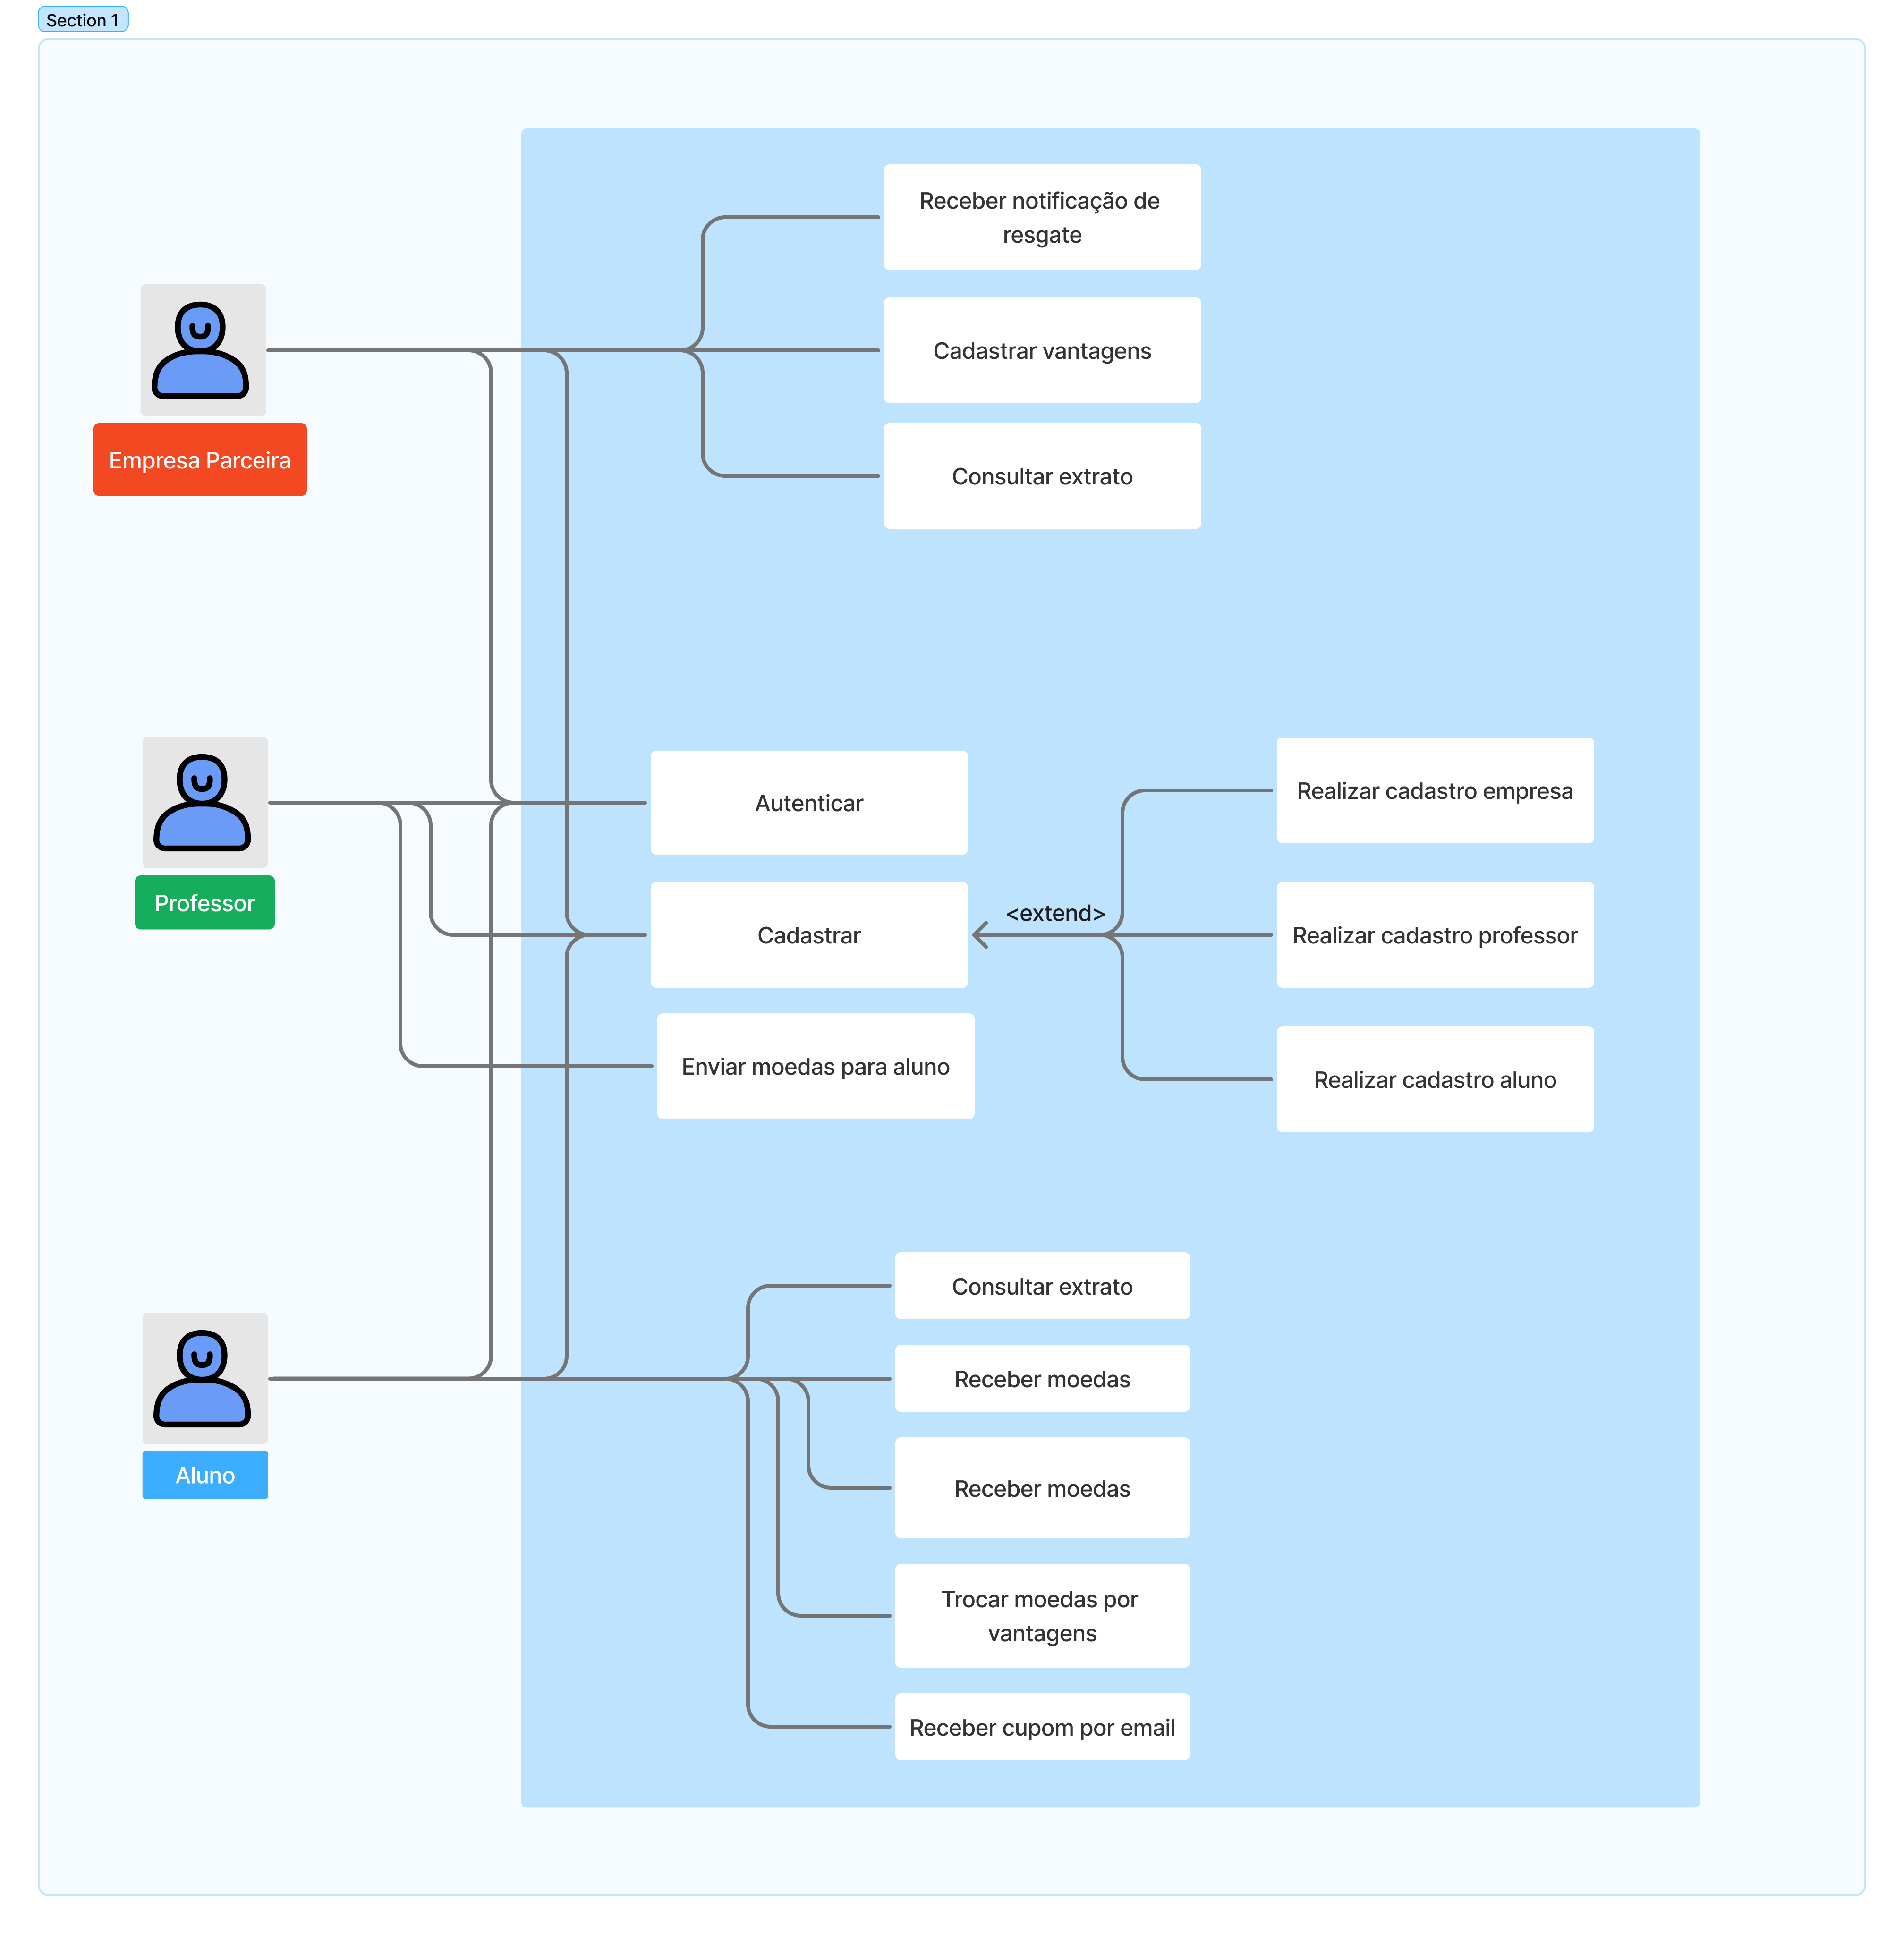 Section 1
Receber notificação de
resgate
Cadastrar vantagens
Empresa Parceira
Consultar extrato
Autenticar
Realizar cadastro empresa
Professor
Cadastrar
<extend>
Realizar cadastro professor
Enviar moedas para aluno
Realizar cadastro aluno
Consultar extrato
Receber moedas
Aluno
Receber moedas
Trocar moedas por
vantagens
Receber cupom por email